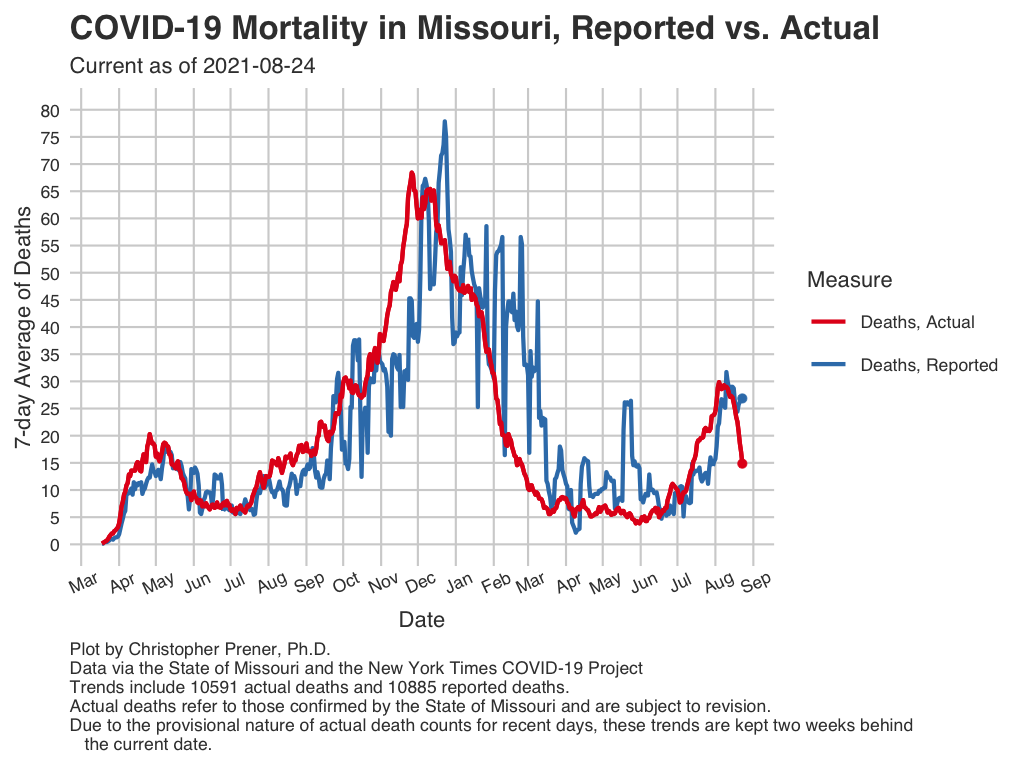 COVID-19 Mortality in Missouri, Reported vs. Actual
Current as of 2021-08-24
80
75
70
65
60
55
50
45
40
35
30
25
20
15
10
5
0
7-day Average of Deaths
Mar Apr May Jun Jul Aug Sep Oct Nov Dec Jan Feb Mar Apr May Jun Jul Aug Sep
Date
Measure
Deaths, Actual
Deaths, Reported
Plot by Christopher Prener, Ph.D.
Data via the State of Missouri and the New York Times COVID-19 Project
Trends include 10591 actual deaths and 10885 reported deaths.
Actual deaths refer to those confirmed by the State of Missouri and are subject to revision.
Due to the provisional nature of actual death counts for recent days, these trends are kept two weeks behind
the current date.